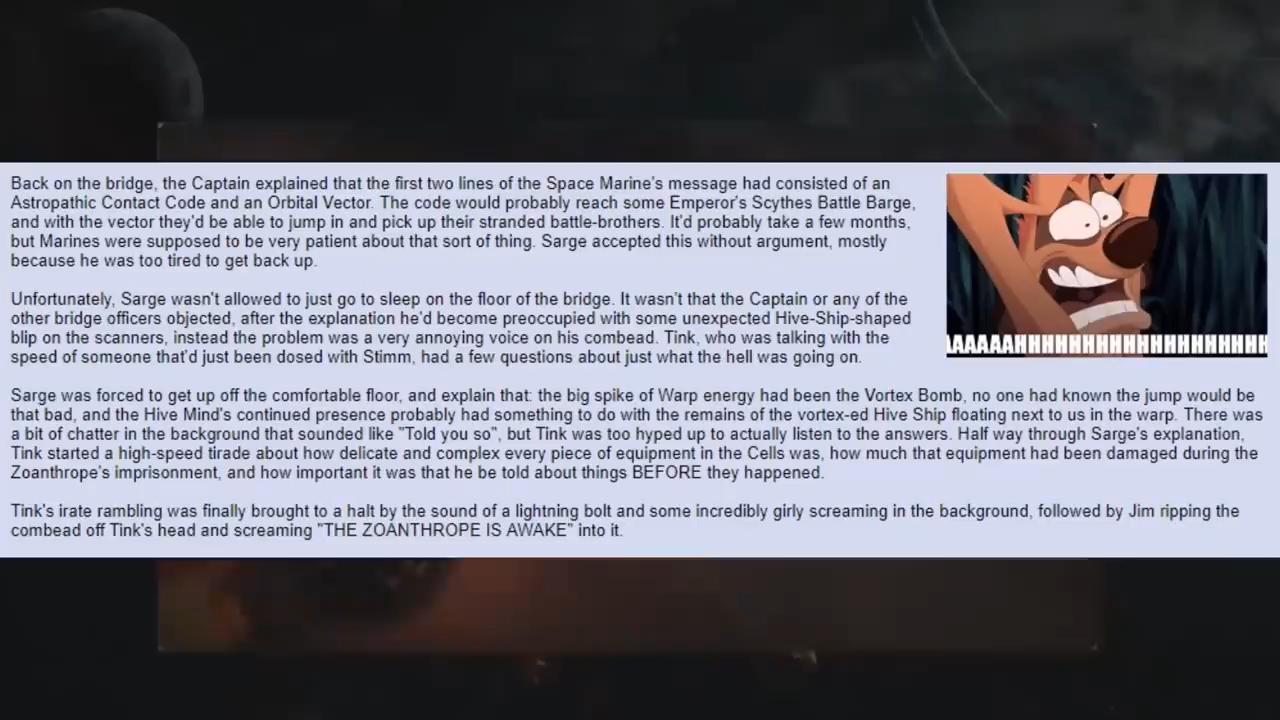 Back on the bridge, the Captain explained that the first two lines of the Space Marine's message had consisted of an
Astropathic Contact Code and an Orbital Vector. The code would probably reach some Emperor's Scythes Battle Barge,
and with the vector they'd be able to jump in and pick up their stranded battle-brothers. It'd probably take a few months,
but Marines were supposed to be very patient about that sort of thing. Sarge accepted this without argument, mostly
because he was too tired to get back up.
Unfortunately, Sarge wasn't allowed to just go to sleep on the floor of the bridge. It wasn't that the Captain or any of the
other bridge officers objected, after the explanation he'd become preoccupied with some unexpected Hive-Ship-shaped
blip on the scanners, instead the problem was a very annoying voice on his combead. Tink, who was talking with the
speed of someone that'd just been dosed with Stimm, had a few questions about just what the hell was going on.
AAAAAAHHHHHHHHHHHHHHHHHHHHHHH
Sarge was forced to get up off the comfortable floor, and explain that: the big spike of Warp energy had been the Vortex Bomb, no one had known the jump would be
that bad, and the Hive Mind's continued presence probably had something to do with the remains of the vortex-ed Hive Ship floating next to us in the warp. There was
a bit of chatter in the background that sounded like "Told you so", but Tink was too hyped up to actually listen to the answers. Half way through Sarge's explanation,
Tink started a high-speed tirade about how delicate and complex every piece of equipment in the Cells was, how much that equipment had been damaged during the
Zoanthrope's imprisonment, and how important it was that he be told about things BEFORE they happened.
Tink's irate rambling was finally brought to a halt by the sound of a lightning bolt and some incredibly girly screaming in the background, followed by Jim ripping the
combead off Tink's head and screaming "THE ZOANTHROPE IS AWAKE" into it.